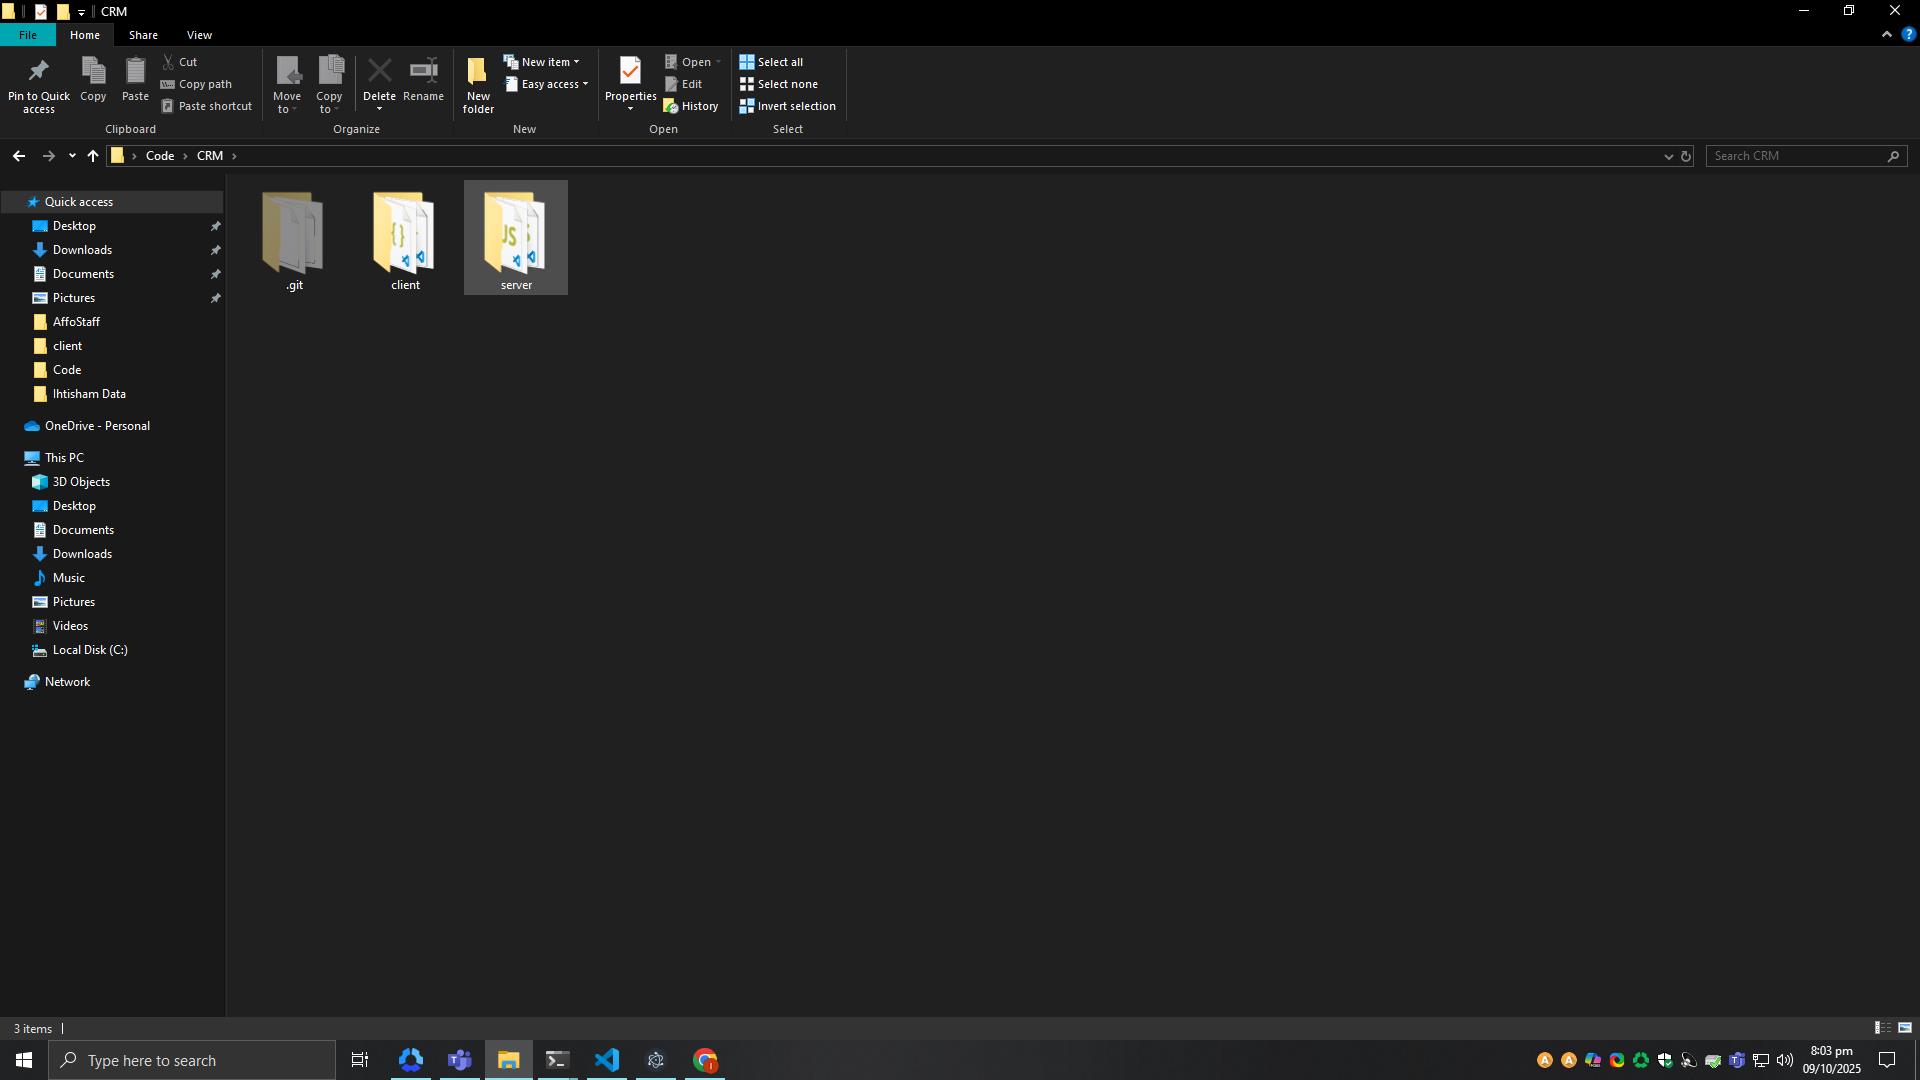 CRM
File Home Share View
Pin to Quick access
Copy
Paste
Cut
Copy path
Paste shortcut
Clipboard
Move to
Copy to
Delete
Rename
Organize
New folder
New item
Easy access
New
Properties
Open
Edit
History
Open
Select all
Select none
Invert selection
Select
Code CRM
Search CRM
Quick access
Desktop
Downloads
Documents
Pictures
AffoStaff
client
Code
Ihtisham Data
OneDrive - Personal
This PC
3D Objects
Desktop
Documents
Downloads
Music
Pictures
Videos
Local Disk (C:)
Network
JS
.git
client
server
3 items
Type here to search
8:03 pm
09/10/2025